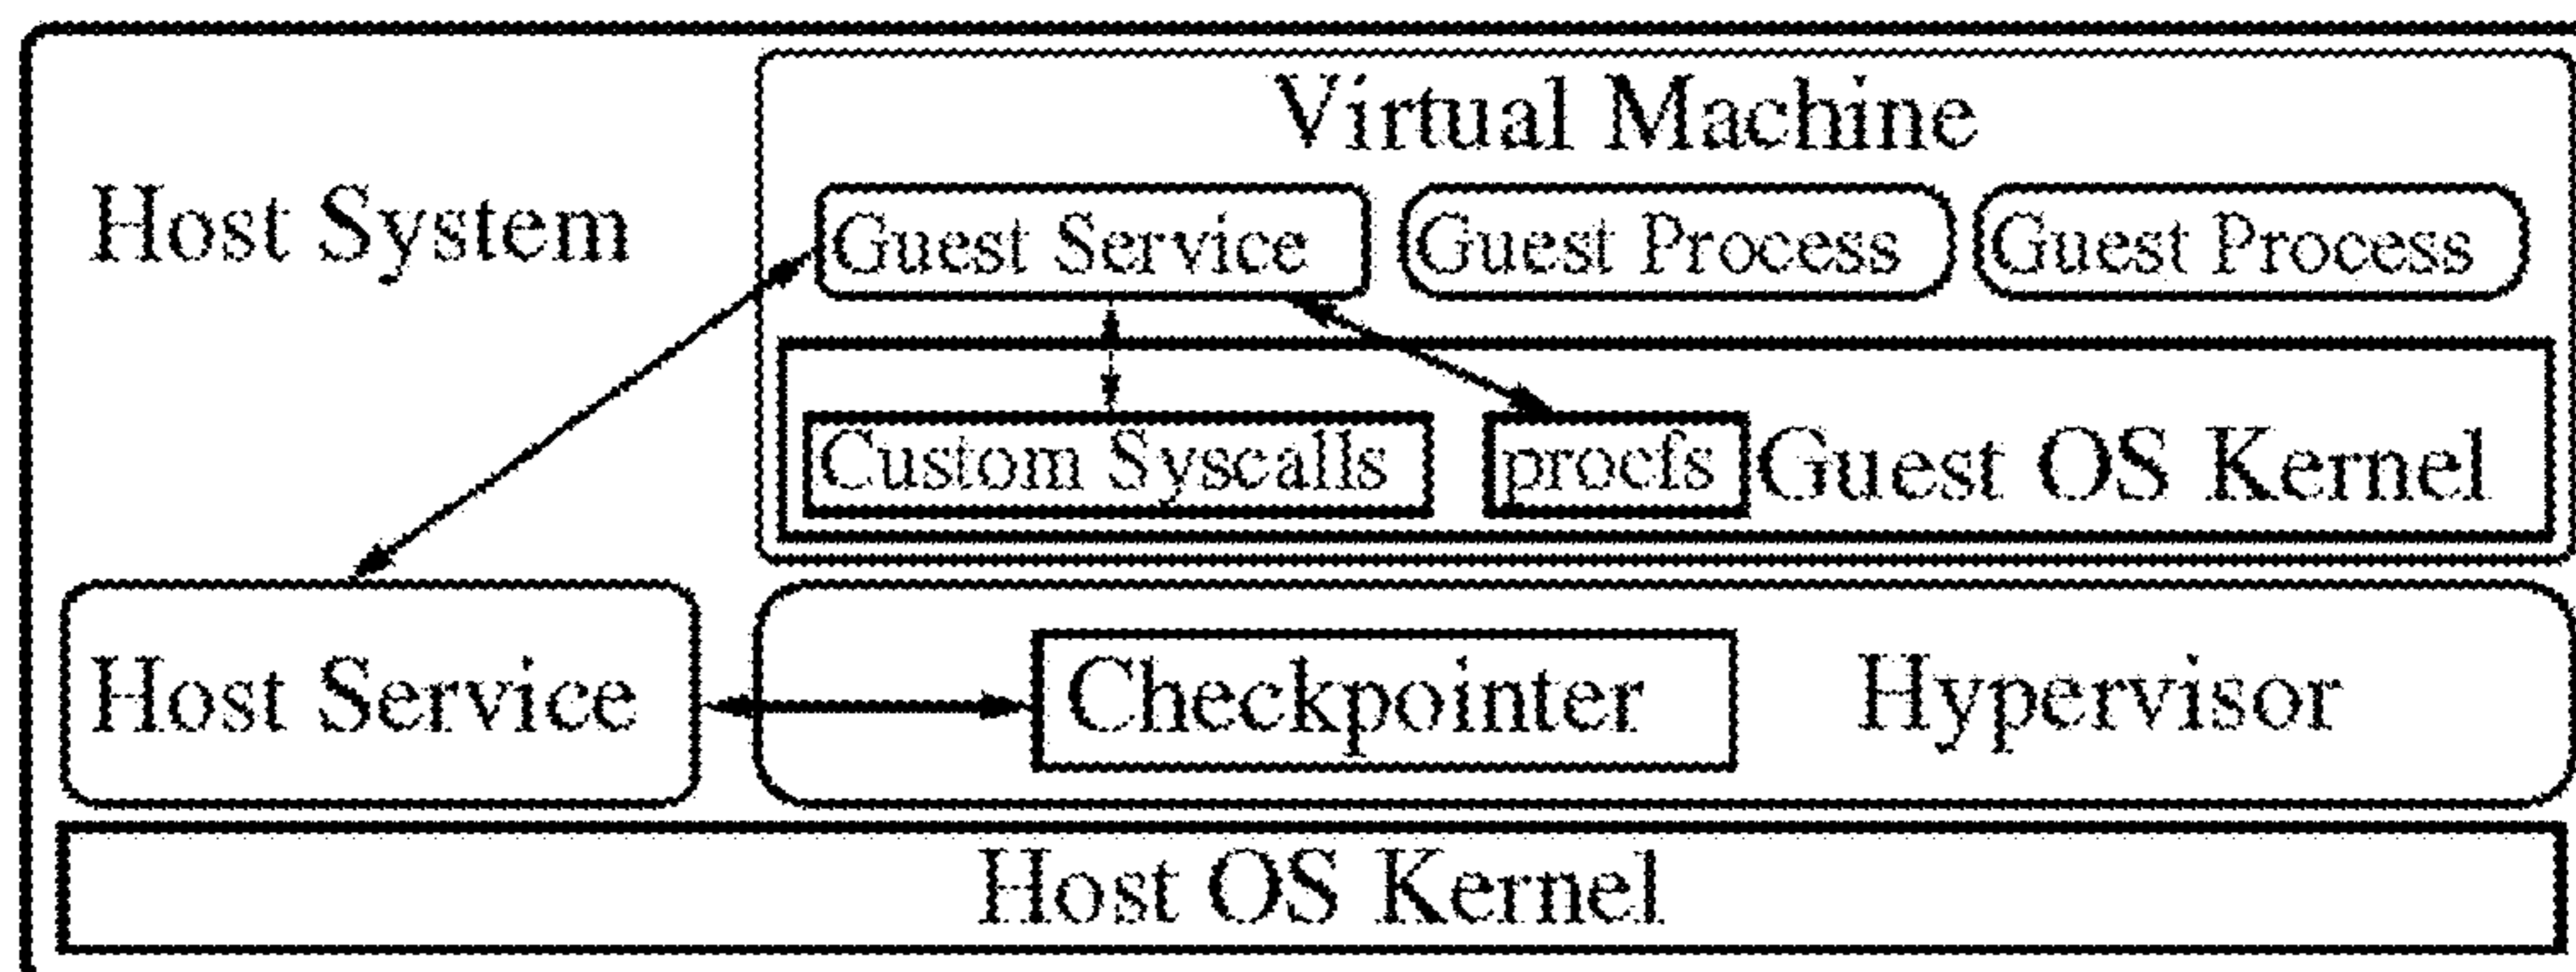 Virtual Machine
Host System
Guest Service
Guest Process
Guest Process
Custom Syscalls
procfs
Guest OS Kernel
Host Service
Checkpointer
Hypervisor
Host OS Kernel